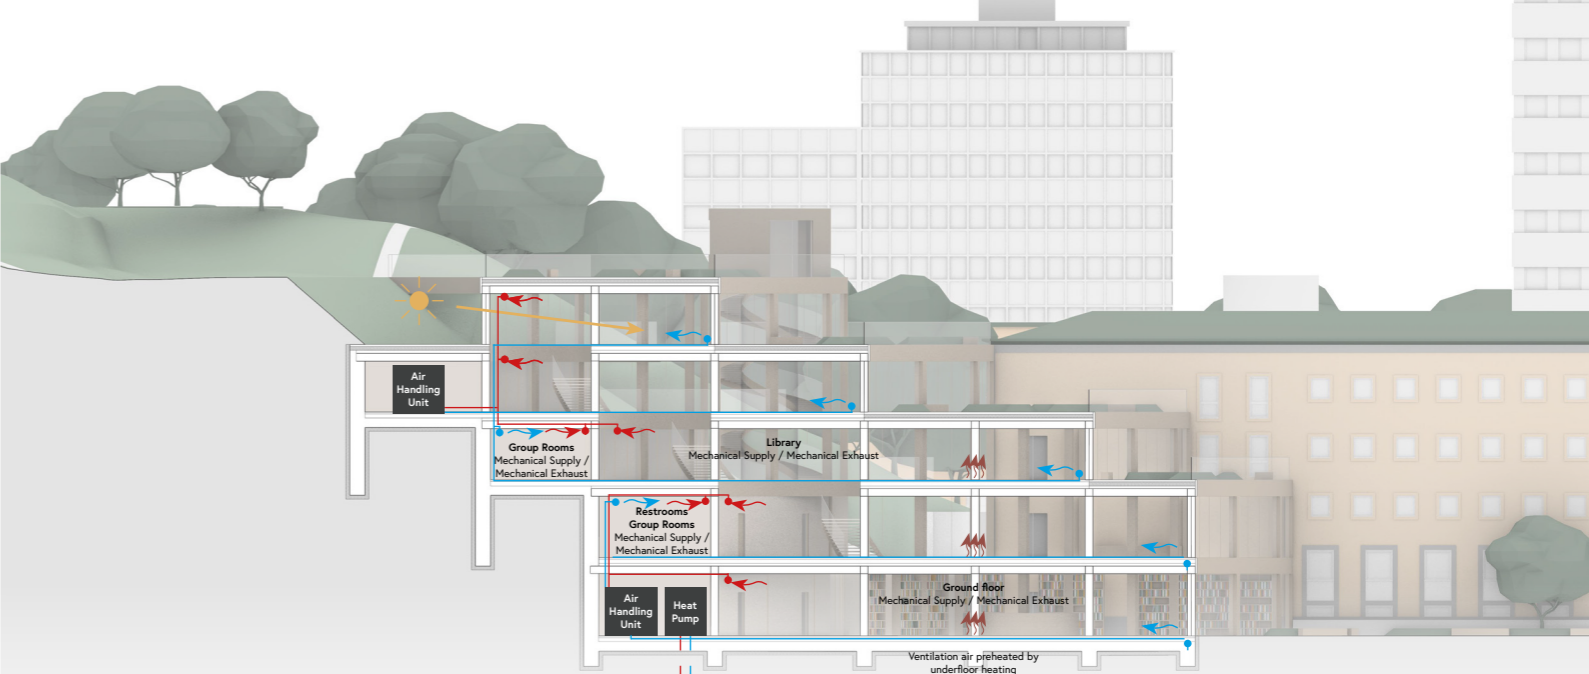 Air
Handling
Unit
Group Rooms
Mechanical Supply /
Mechanical Exhaust
Library
Mechanical Supply / Mechanical Exhaust
Restrooms
Group Rooms
Mechanical Supply /
Mechanical Exhaust
Air
Handling
Unit
Heat
Pump
Ground floor
Mechanical Supply / Mechanical Exhaust
Ventilation air preheated by
underfloor heating